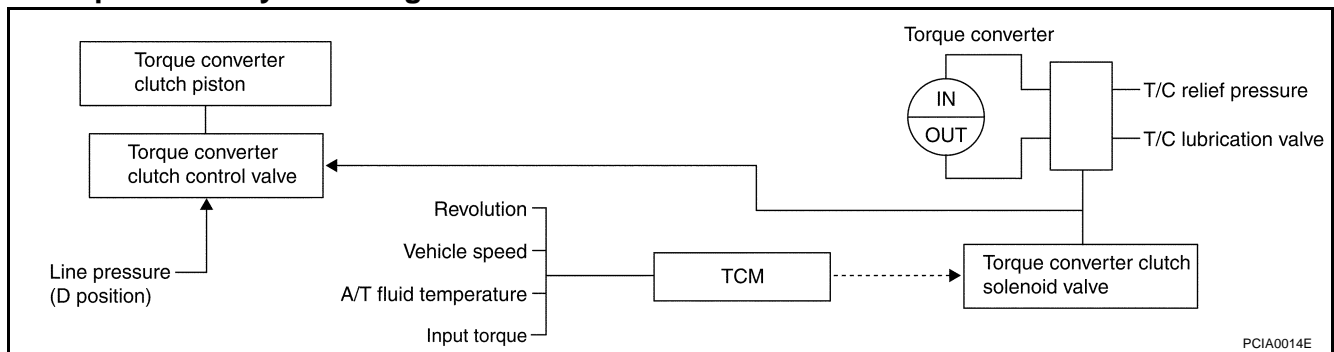 Torque converter
clutch piston
Torque converter
clutch control valve
Line pressure
(D position)
Revolution
Vehicle speed
A/T fluid temperature
Input torque
TCM
Torque converter
IN
OUT
T/C relief pressure
T/C lubrication valve
Torque converter clutch
solenoid valve
PCIA0014E